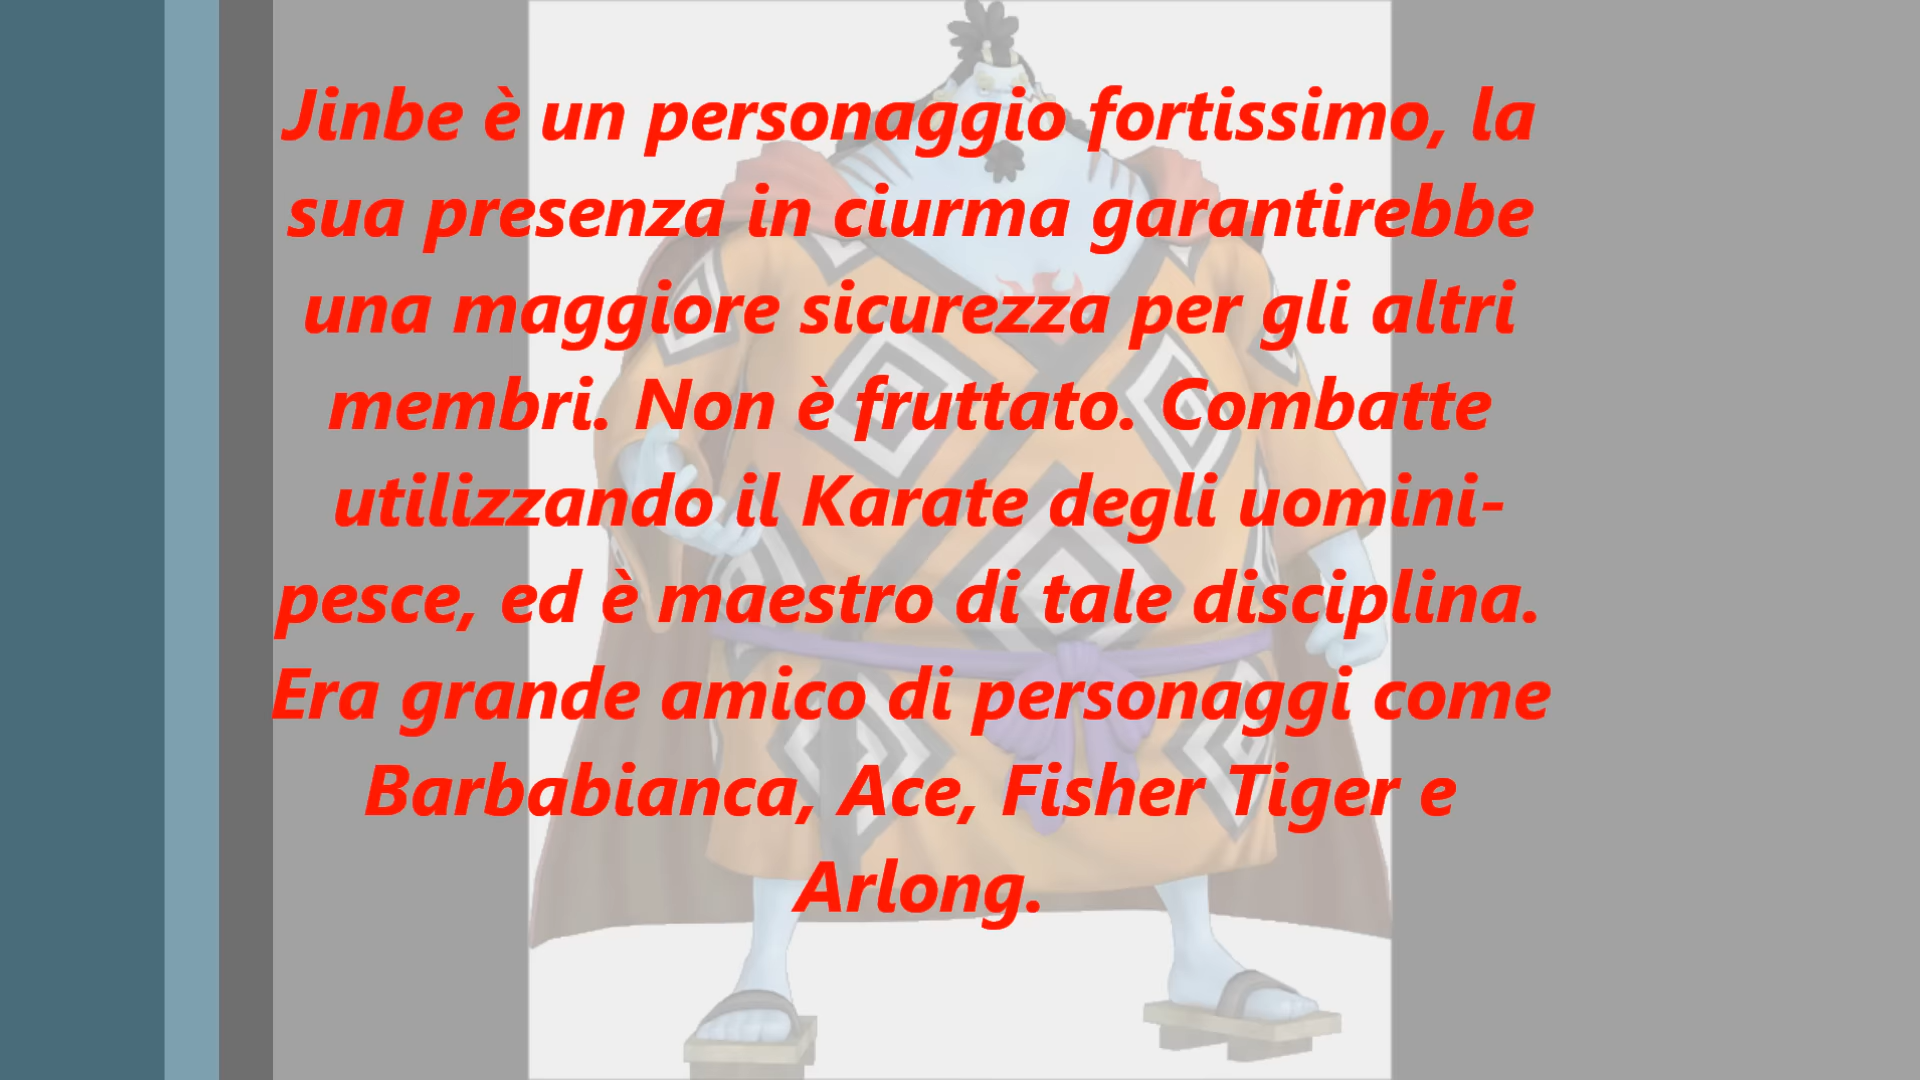 Jinbe è un personaggio fortissimo, la
sua presenza in ciurma garantirebbe
una maggiore sicurezza per gli altri
membri. Non è fruttato. Combatte
utilizzando il Karate degli uomini-
pesce, ed è maestro di tale disciplina.
Era grande amico di personaggi come
Barbabianca, Ace, Fisher Tiger e
Arlong.